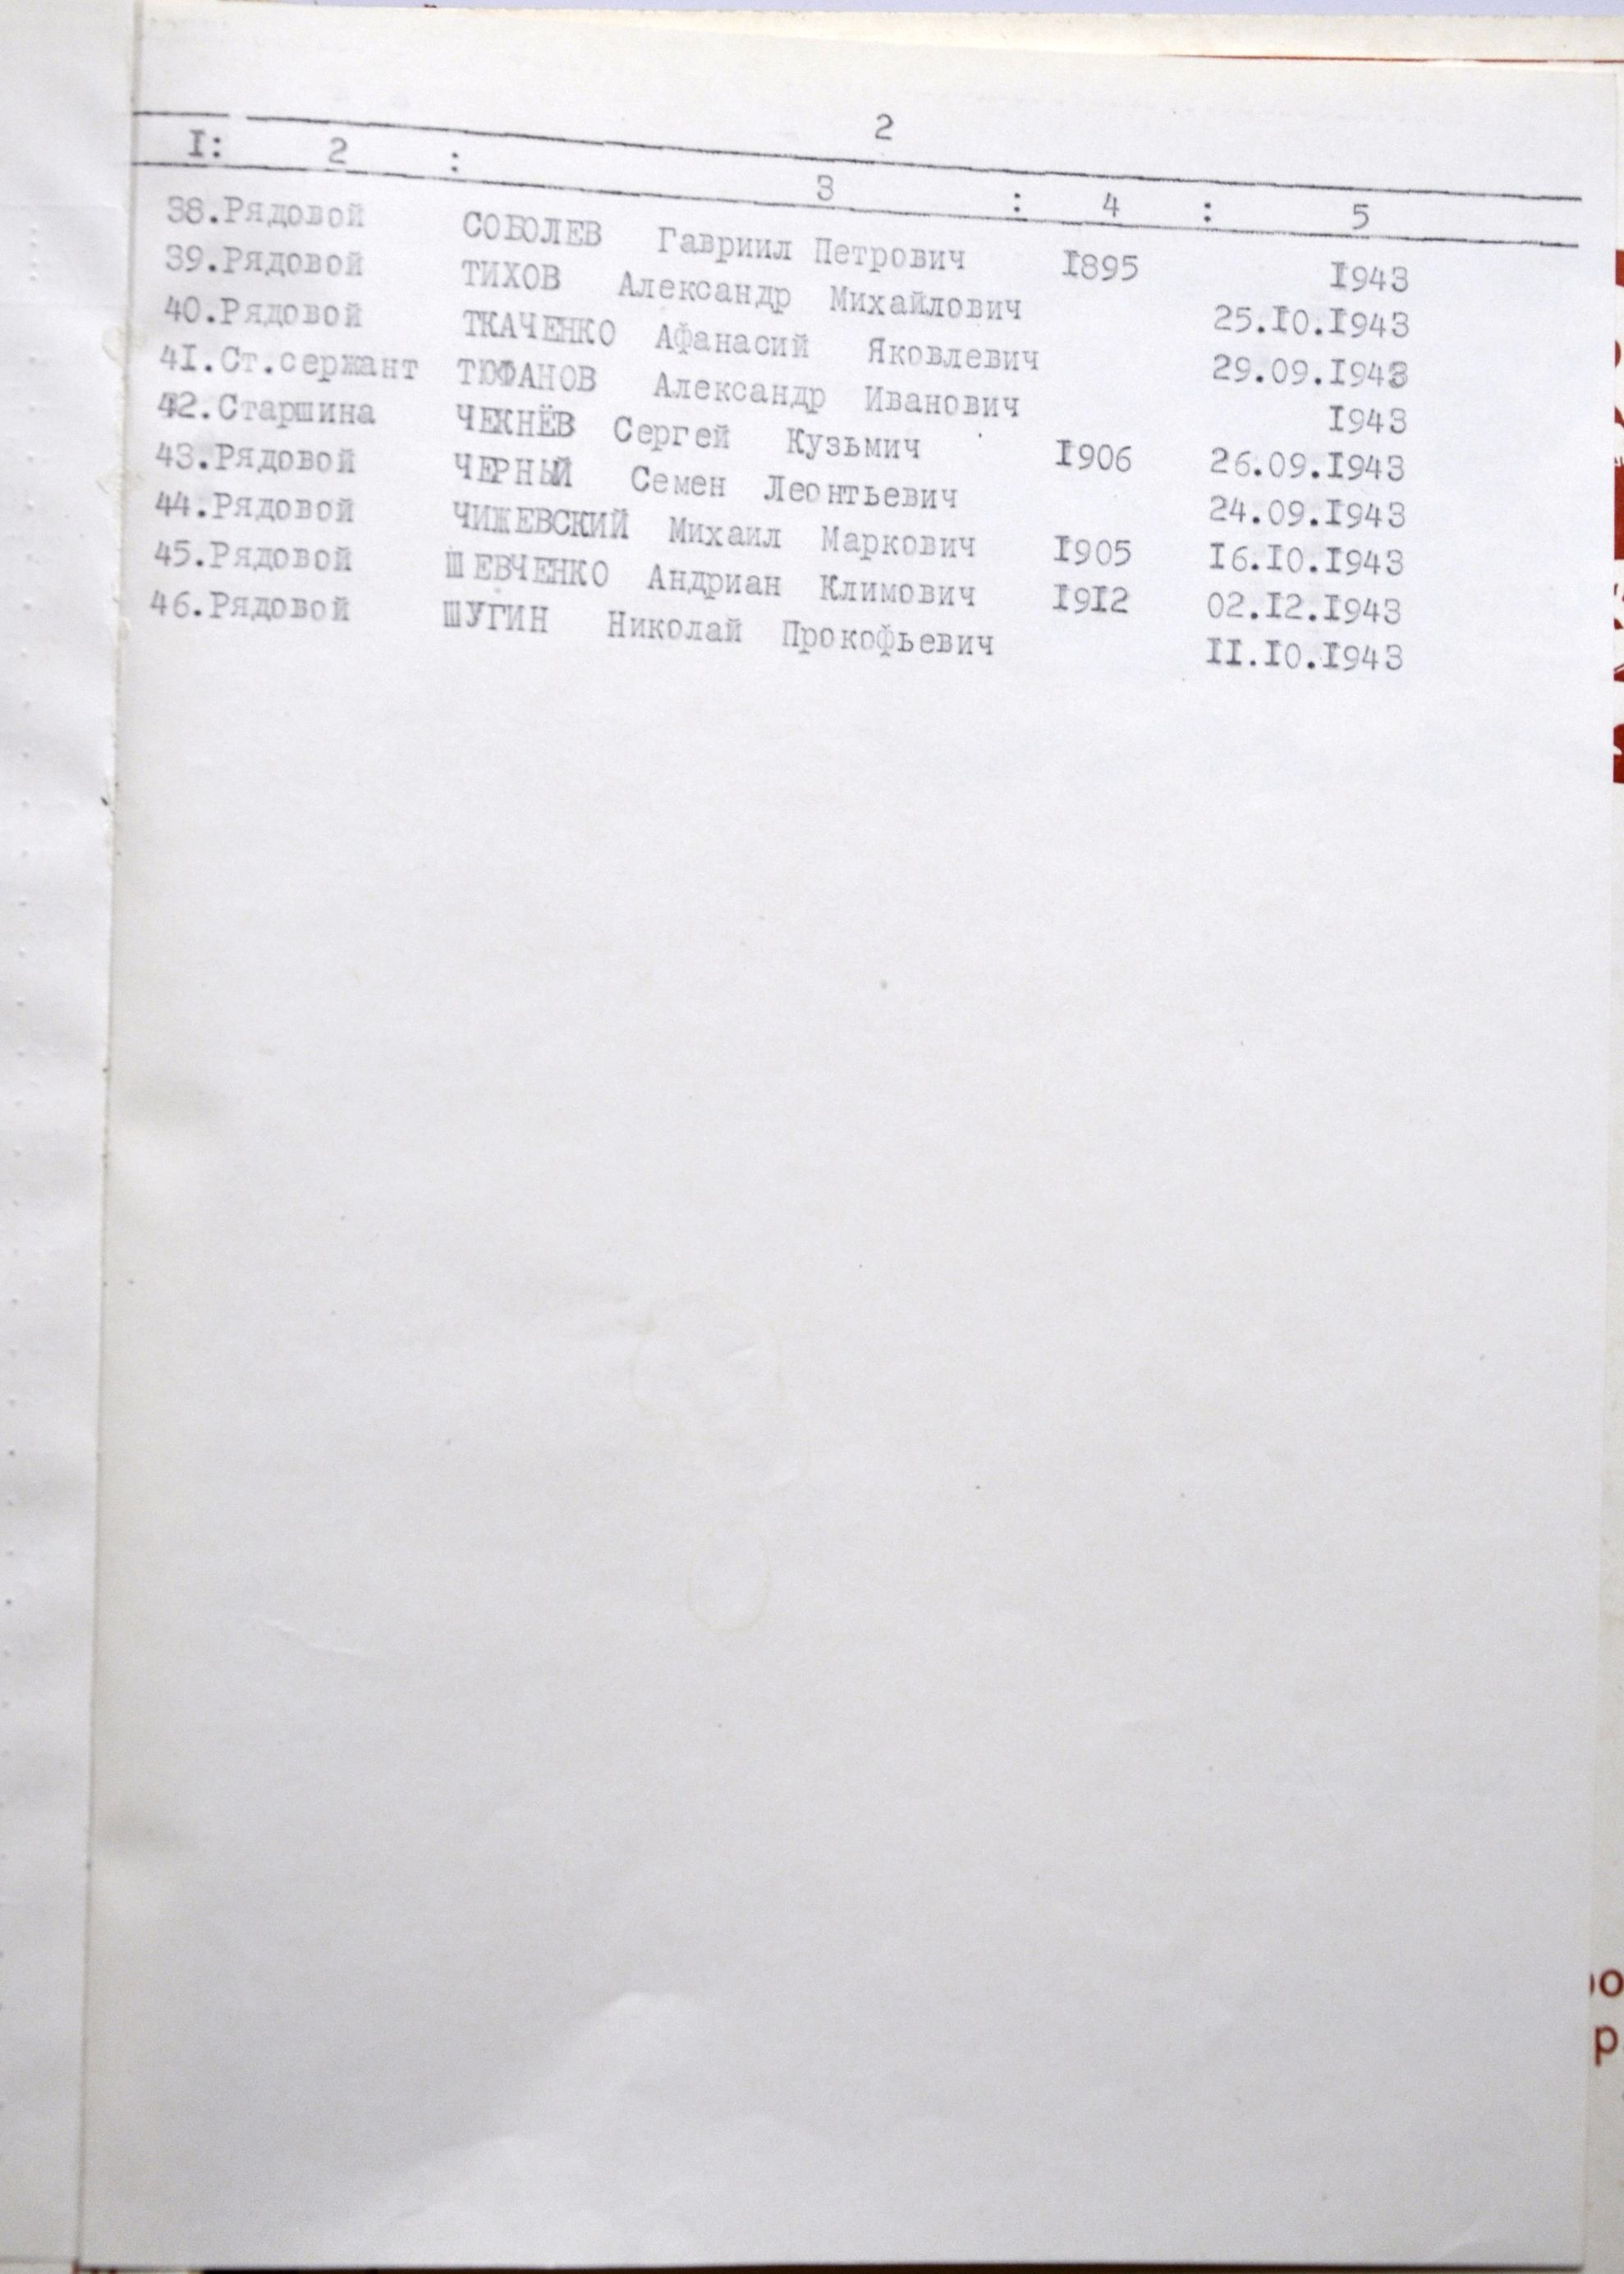 2
I: 2 : 3 : 4 : 5
38.Рядовой СОБОЛЕВ Гавриил Петрович I895 I943
39.Рядовой ТИХОВ Александр Михайлович 25.I0.I943
40.Рядовой ТКАЧЕНКО Афанасий Яковлевич 29.09.I943
4I.Ст.сержант ТЮФАНОВ Александр Иванович I943
42.Старшина ЧЕКНЁВ Сергей Кузьмич I906 26.09.I943
43.Рядовой ЧЕРНЫЙ Семен Леонтьевич 24.09.I943
44.Рядовой ЧИЖЕВСКИЙ Михаил Маркович I905 I6.I0.I943
45.Рядовой ШЕВЧЕНКО Андриан Климович I9I2 02.I2.I943
46.Рядовой ШУГИН Николай Прокофьевич II.I0.I943